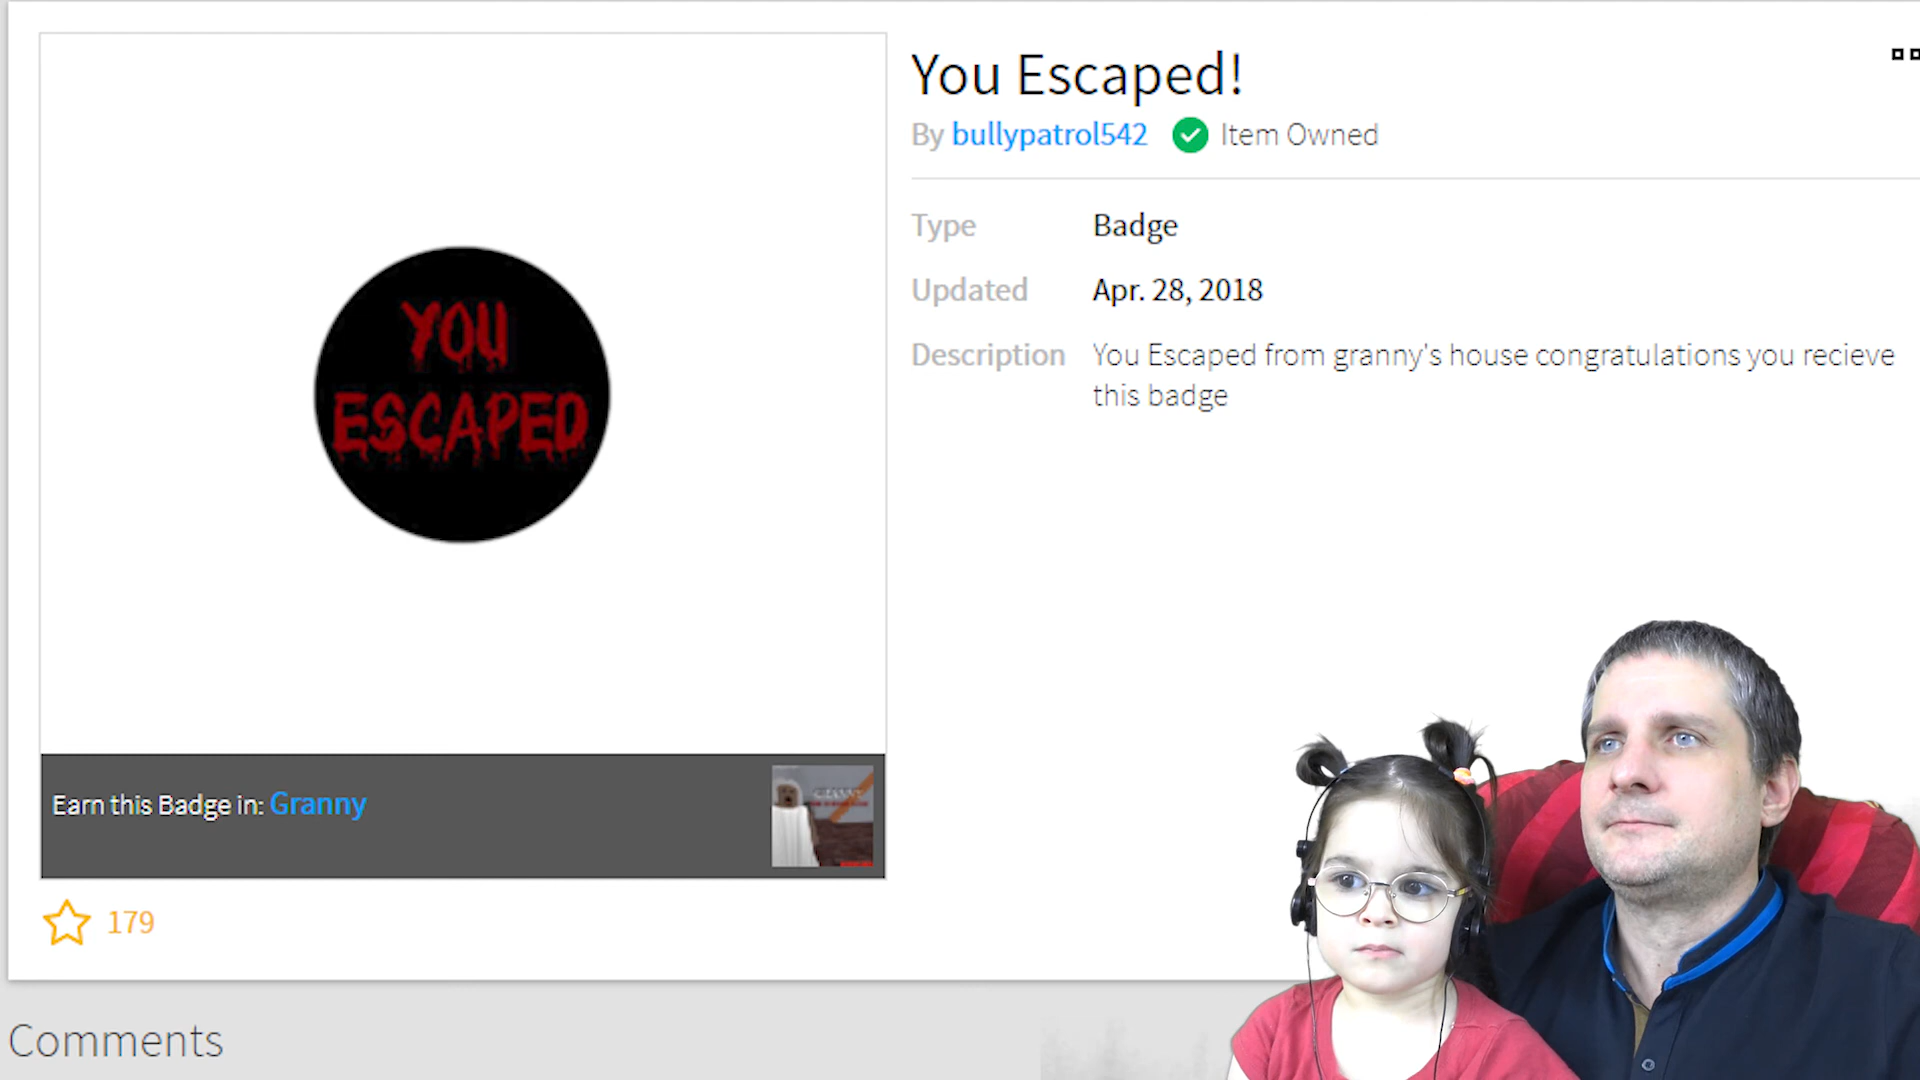 You Escaped!
By bullypatrol542 Item Owned
Type Badge
Updated Apr. 28, 2018
Description You Escaped from granny's house congratulations you recieve
this badge
YOU
ESCAPED
Earn this Badge in: Granny
GRANNY
179
Comments